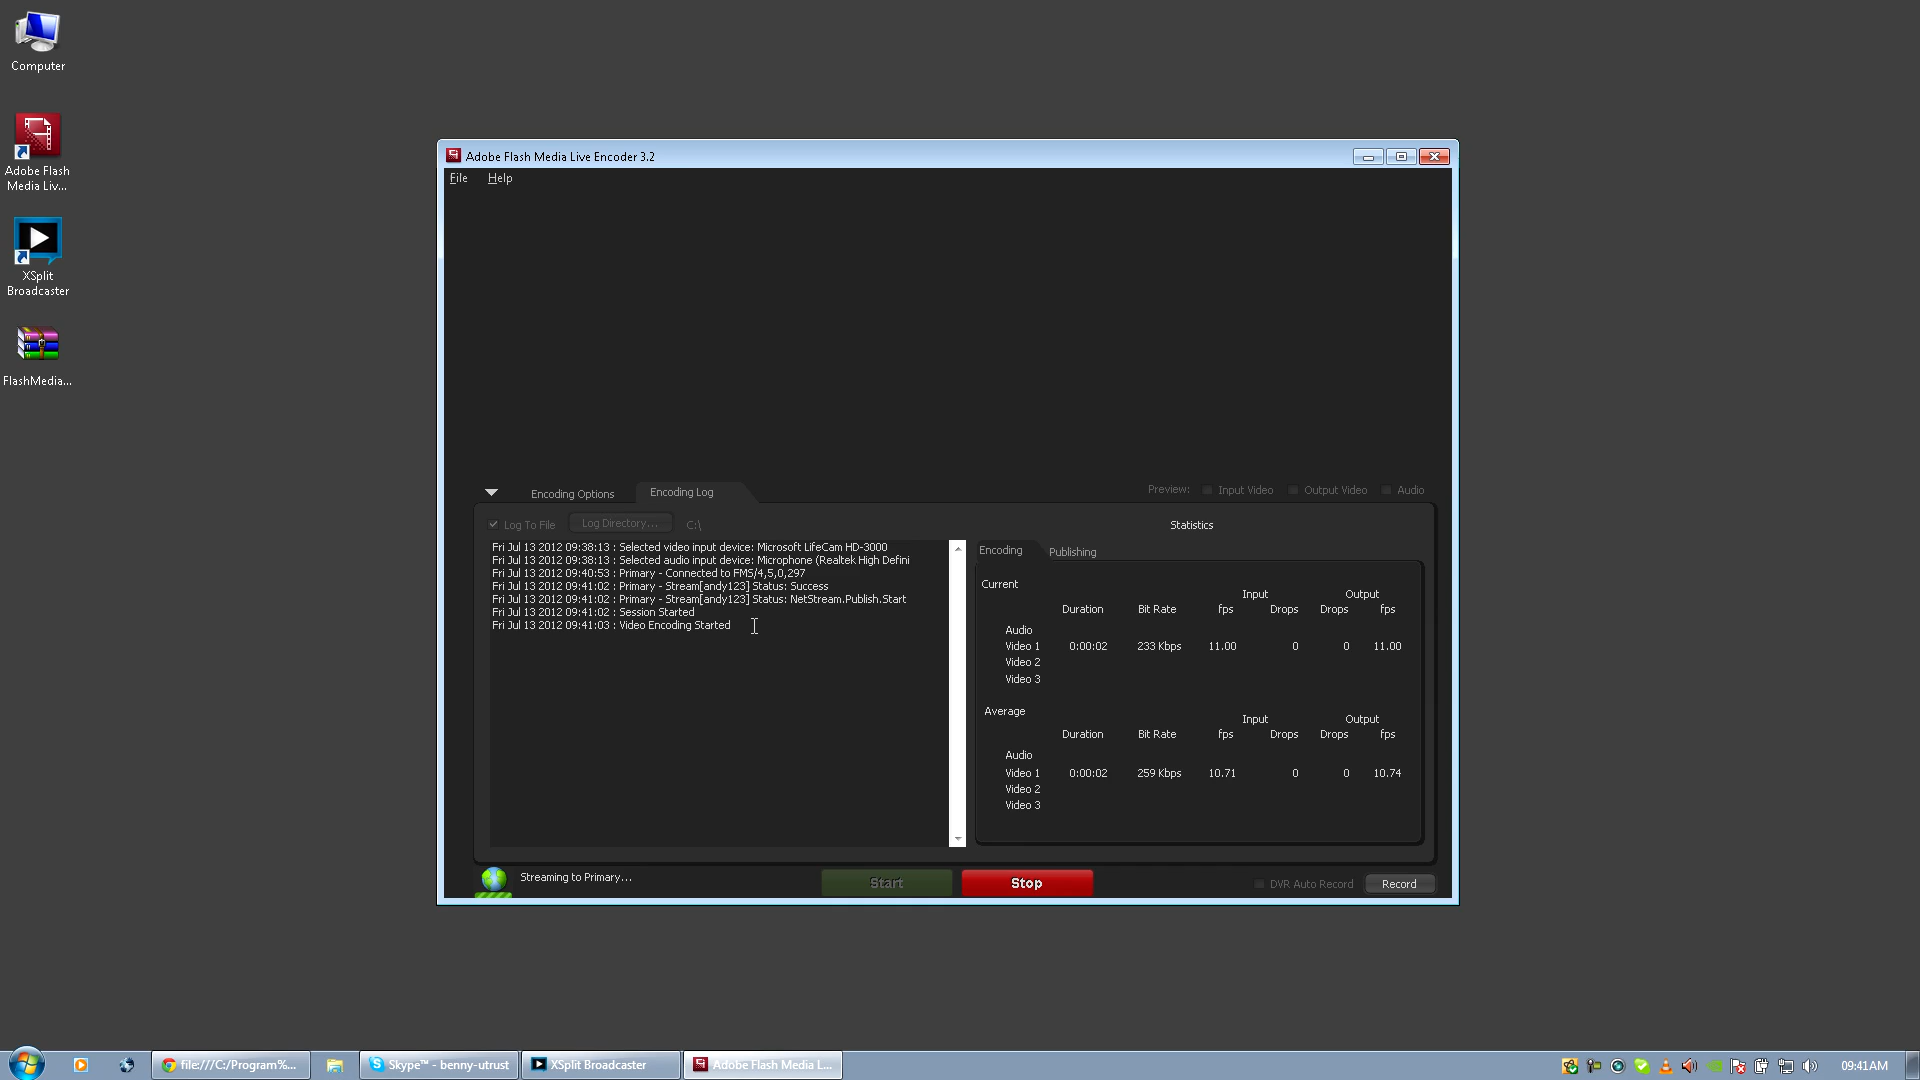 Computer
Adobe Flash
Media Liv...
XSplit
Broadcaster
FlashMedia...
Adobe Flash Media Live Encoder 3.2
File Help
Encoding Options Encoding Log Preview: Input Video Output Video Audio
Log To File Log Directory... C:\
Fri Jul 13 2012 09:38:13 : Selected video input device: Microsoft LifeCam HD-3000
Fri Jul 13 2012 09:38:13 : Selected audio input device: Microphone (Realtek High Defini
Fri Jul 13 2012 09:40:53 : Primary - Connected to FMS/4,5,0,297
Fri Jul 13 2012 09:41:02 : Primary - Stream[andy123] Status: Success
Fri Jul 13 2012 09:41:02 : Primary - Stream[andy123] Status: NetStream.Publish.Start
Fri Jul 13 2012 09:41:02 : Session Started
Fri Jul 13 2012 09:41:03 : Video Encoding Started
Statistics
Encoding Publishing
Current
Input Output
Duration Bit Rate fps Drops Drops fps
Audio
Video 1 0:00:02 233 Kbps 11.00 0 0 11.00
Video 2
Video 3
Average
Input Output
Duration Bit Rate fps Drops Drops fps
Audio
Video 1 0:00:02 259 Kbps 10.71 0 0 10.74
Video 2
Video 3
Streaming to Primary... Start Stop DVR Auto Record Record
file:///C:/Program%... Skype™ - benny-utrust XSplit Broadcaster Adobe Flash Media L... 09:41AM